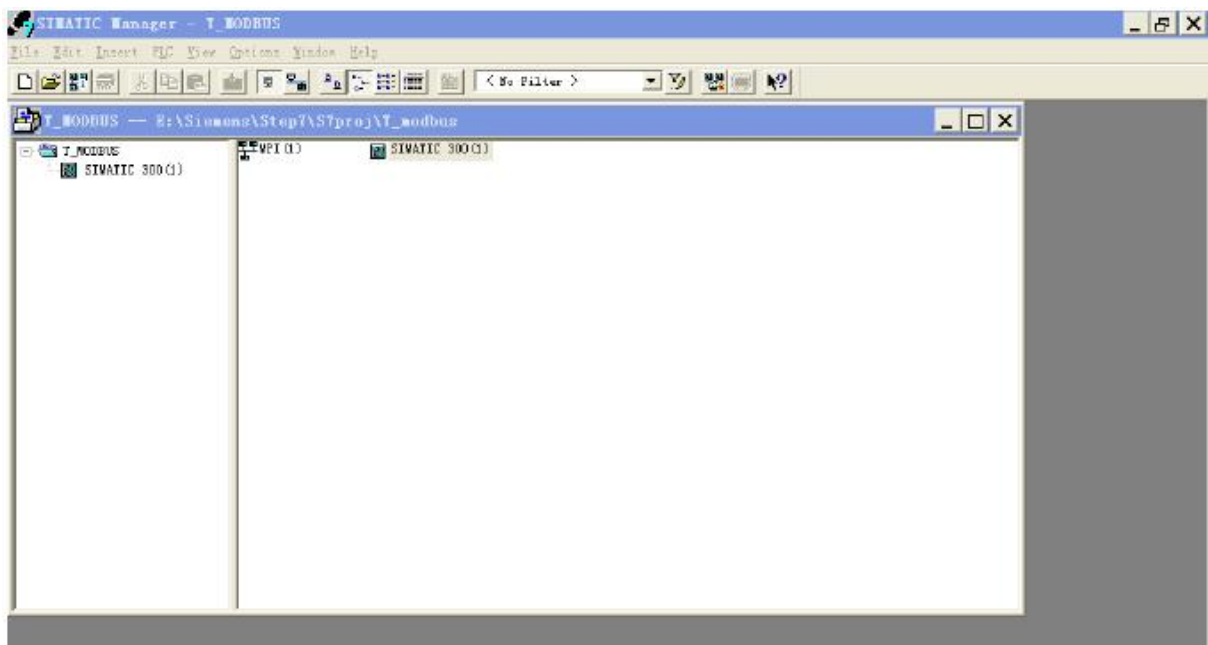 SIMATIC Manager - T_MODBUS
File Edit Insert PLC View Options Window Help
< No Filter >
T_MODBUS -- E:\Siemens\Step7\S7proj\T_modbus
T_MODBUS
SIMATIC 300(1)
MPI(1) SIMATIC 300(1)